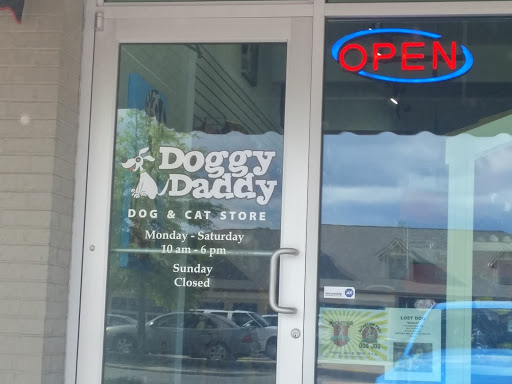 OPEN
Doggy
Daddy
DOG & CAT STORE
Monday - Saturday
10 am - 6 pm
Sunday
Closed
LOST DOG